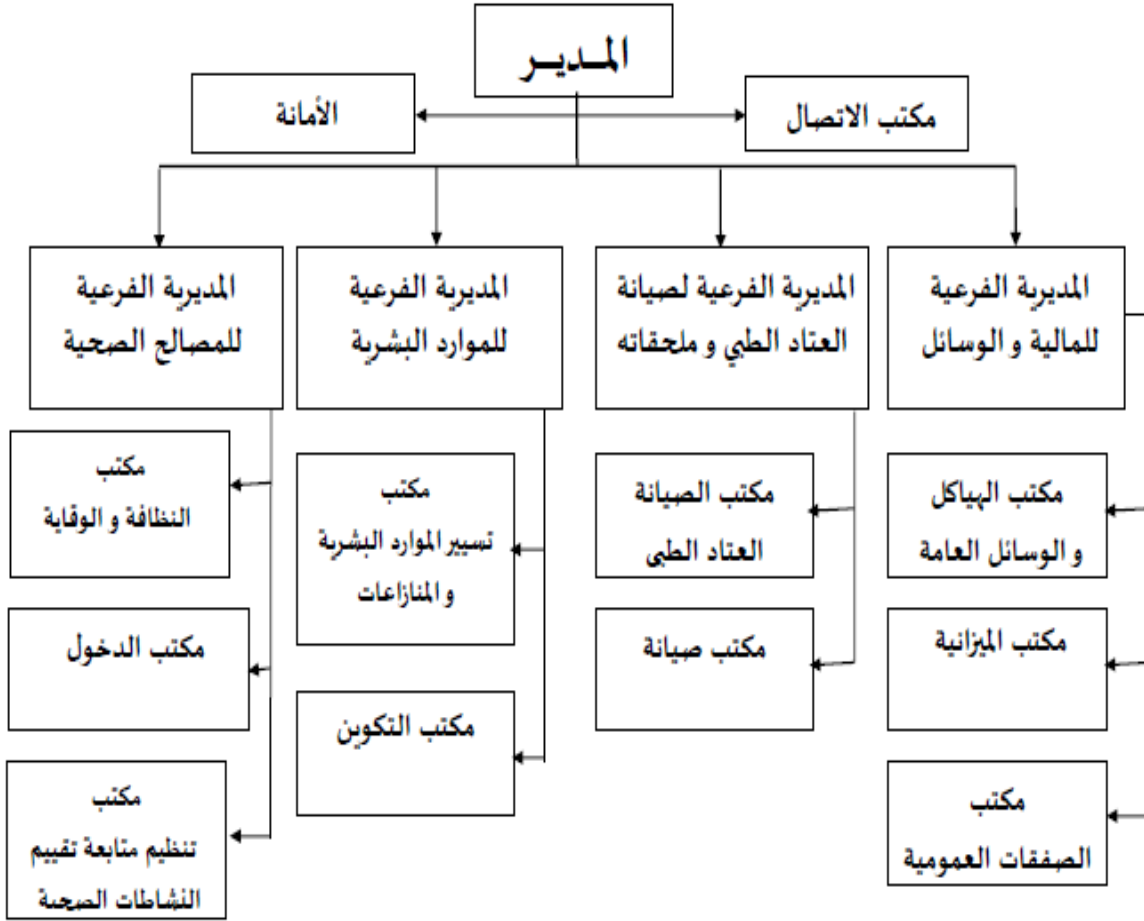 المـديـر
مكتب الاتصال
الأمانة
المديرية الفرعية
للمالية و الوسائل
المديرية الفرعية لصيانة
العتاد الطبي و ملحقاته
المديرية الفرعية
للموارد البشرية
المديرية الفرعية
للمصالح الصحية
مكتب الهياكل
و الوسائل العامة
مكتب الميزانية
مكتب
الصفقات العمومية
مكتب الصيانة
العتاد الطبي
مكتب صيانة
مكتب
تسيير الموارد البشرية
و المنازاعات
مكتب التكوين
مكتب
النظافة و الوقاية
مكتب الدخول
مكتب
تنظيم متابعة تقييم
النشاطات الصحية